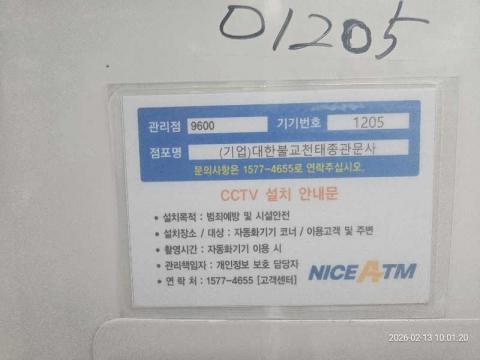 01205
관리점 9600 기기번호 1205
점포명 (기업)대한불교천태종관문사
문의사항은 1577-4655로 연락주십시오.
CCTV 설치 안내문
• 설치목적 : 범죄예방 및 시설안전
• 설치장소 / 대상 : 자동화기기 코너 / 이용고객 및 주변
• 촬영시간 : 자동화기기 이용 시
• 관리책임자 : 개인정보 보호 담당자
• 연 락 처 : 1577-4655 [고객센터]
NICE ATM
2026-02-13 10:01:20